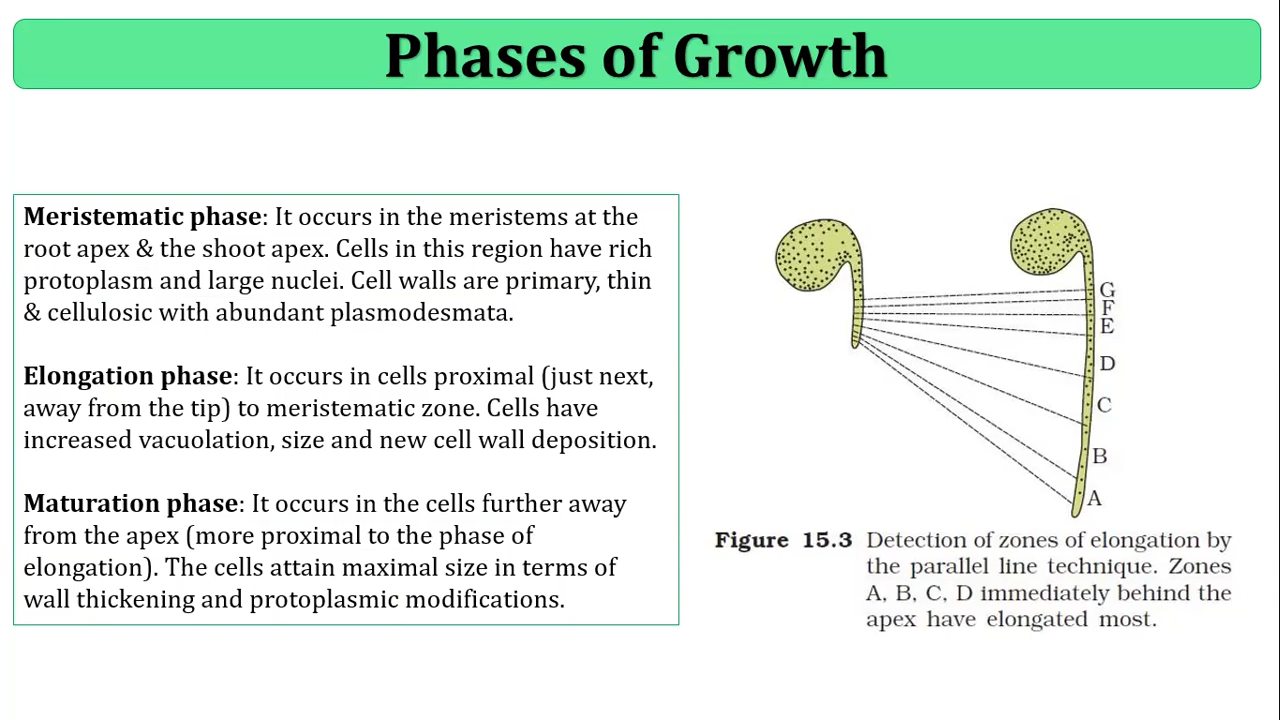 Phases of Growth
Meristematic phase: It occurs in the meristems at the
root apex & the shoot apex. Cells in this region have rich
protoplasm and large nuclei. Cell walls are primary, thin
& cellulosic with abundant plasmodesmata.
Elongation phase: It occurs in cells proximal (just next,
away from the tip) to meristematic zone. Cells have
increased vacuolation, size and new cell wall deposition.
Maturation phase: It occurs in the cells further away
from the apex (more proximal to the phase of
elongation). The cells attain maximal size in terms of
wall thickening and protoplasmic modifications.
G
F
E
D
C
B
A
Figure 15.3 Detection of zones of elongation by
the parallel line technique. Zones
A, B, C, D immediately behind the
apex have elongated most.